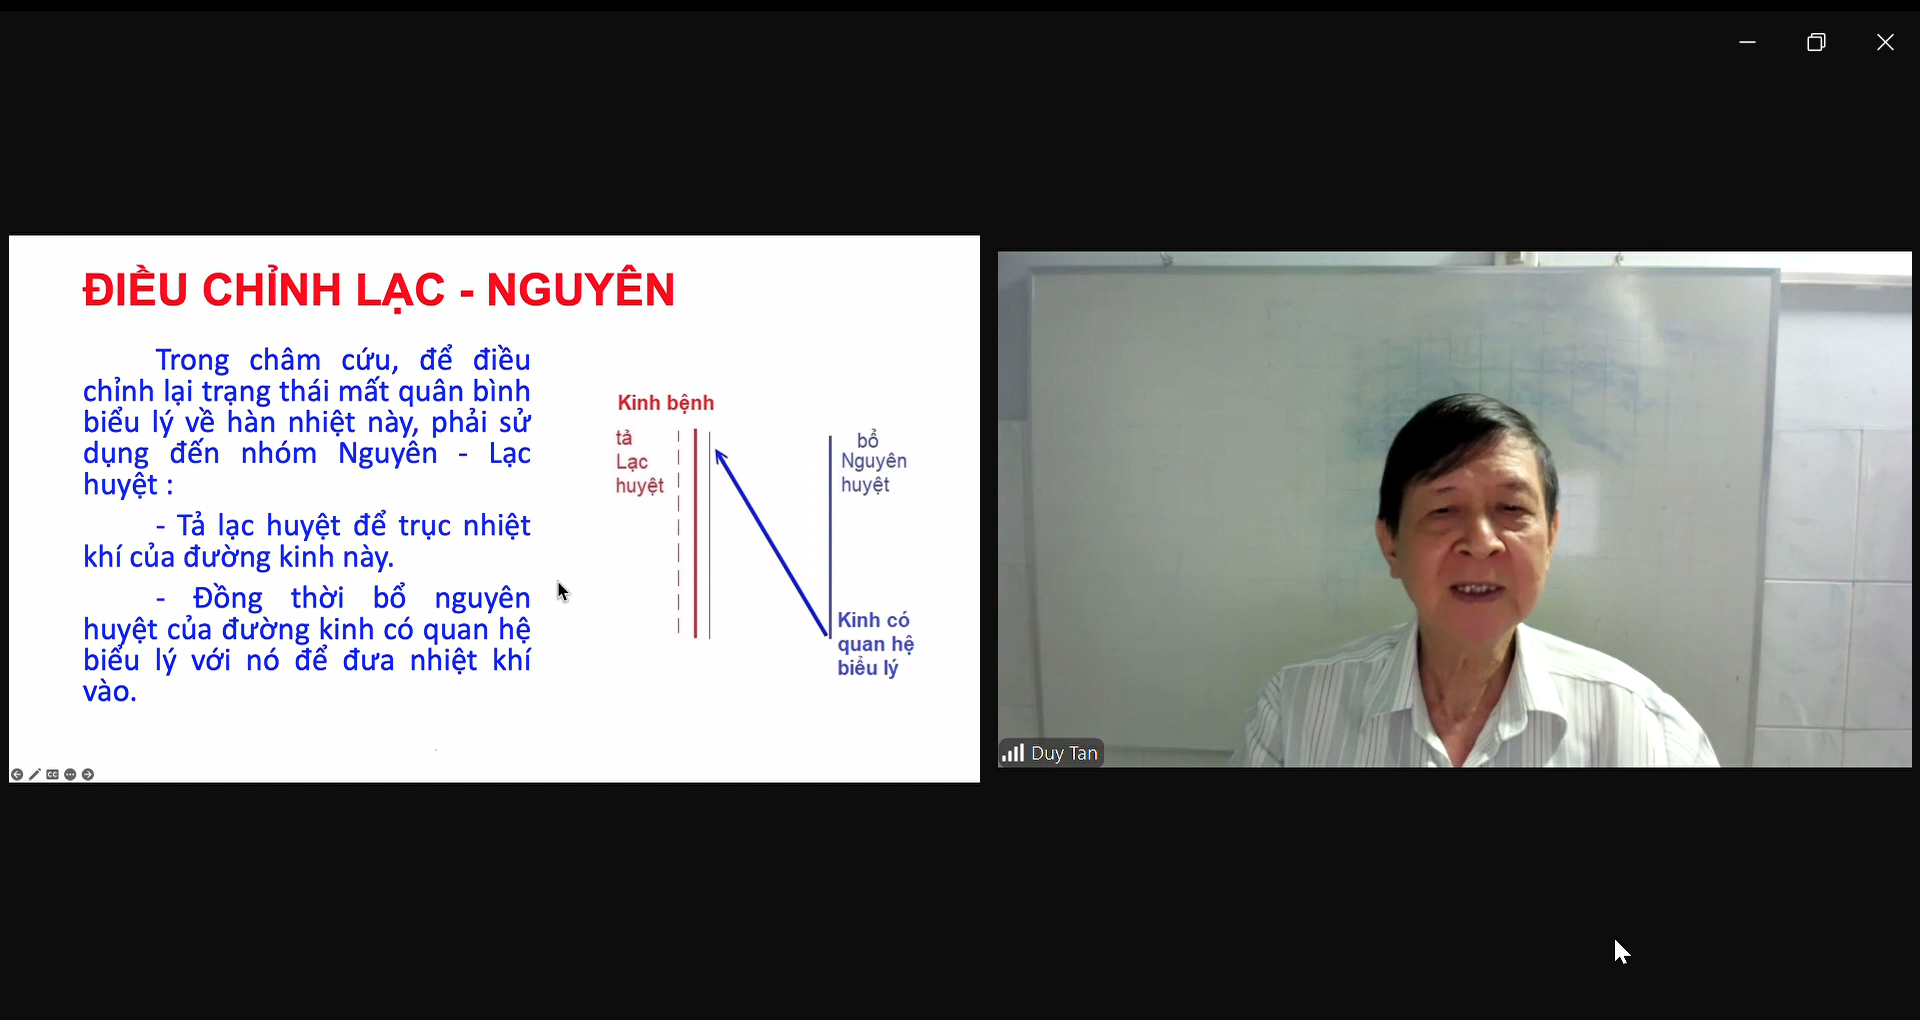 ĐIỀU CHỈNH LẠC - NGUYÊN
Trong châm cứu, để điều
chỉnh lại trạng thái mất quân bình
biểu lý về hàn nhiệt này, phải sử
dụng đến nhóm Nguyên - Lạc
huyệt :
- Tả lạc huyệt để trục nhiệt
khí của đường kinh này.
- Đồng thời bổ nguyên
huyệt của đường kinh có quan hệ
biểu lý với nó để đưa nhiệt khí
vào.
Kinh bệnh
tả
Lạc
huyệt
bổ
Nguyên
huyệt
Kinh có
quan hệ
biểu lý
Duy Tan